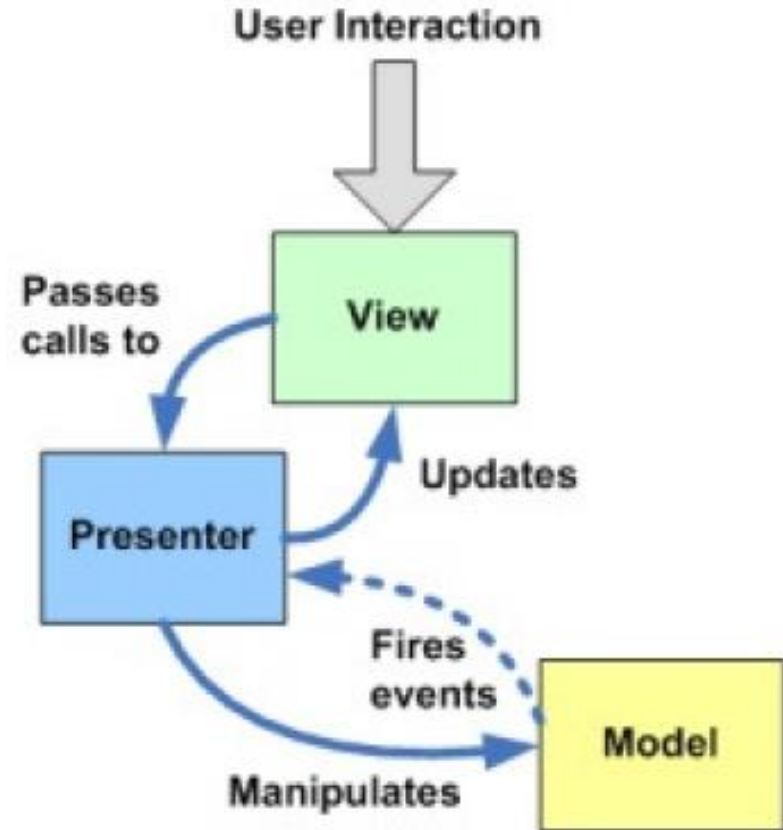 User Interaction
View
Passes
calls to
Updates
Presenter
Fires
events
Model
Manipulates